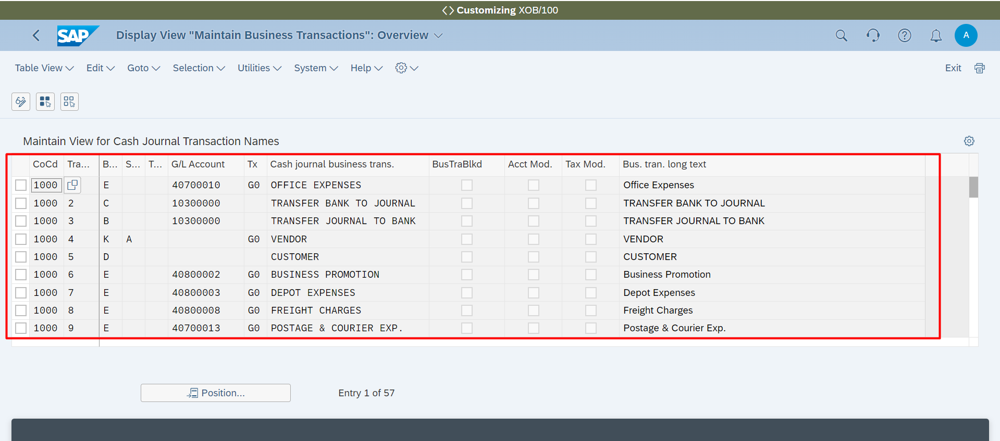 <> Customizing XOB/100
SAP Display View "Maintain Business Transactions": Overview A
Table View Edit Goto Selection Utilities System Help Exit
Maintain View for Cash Journal Transaction Names
CoCd Tra... B... S... T... G/L Account Tx Cash journal business trans. BusTraBlkd Acct Mod. Tax Mod. Bus. tran. long text
1000 E 40700010 G0 OFFICE EXPENSES Office Expenses
1000 2 C 10300000 TRANSFER BANK TO JOURNAL TRANSFER BANK TO JOURNAL
1000 3 B 10300000 TRANSFER JOURNAL TO BANK TRANSFER JOURNAL TO BANK
1000 4 K A G0 VENDOR VENDOR
1000 5 D CUSTOMER CUSTOMER
1000 6 E 40800002 G0 BUSINESS PROMOTION Business Promotion
1000 7 E 40800003 G0 DEPOT EXPENSES Depot Expenses
1000 8 E 40800008 G0 FREIGHT CHARGES Freight Charges
1000 9 E 40700013 G0 POSTAGE & COURIER EXP. Postage & Courier Exp.
Position... Entry 1 of 57